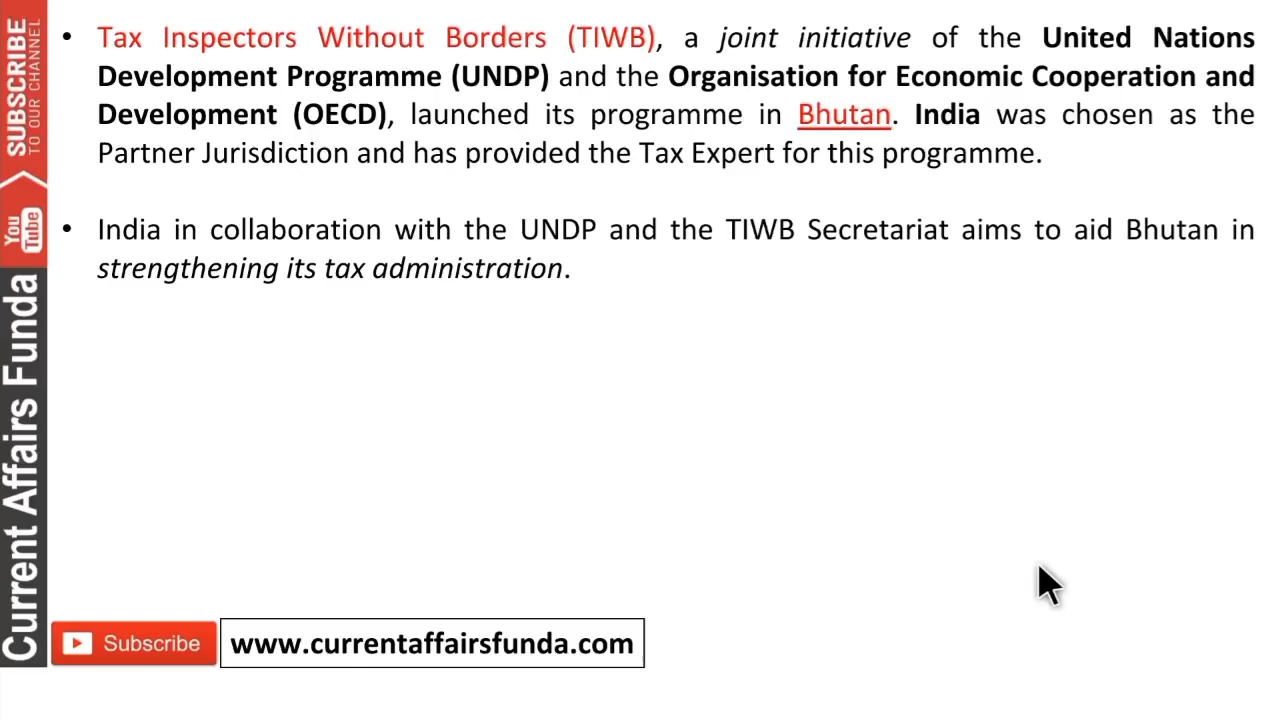 • Tax Inspectors Without Borders (TIWB), a joint initiative of the United Nations
Development Programme (UNDP) and the Organisation for Economic Cooperation and
Development (OECD), launched its programme in Bhutan. India was chosen as the
Partner Jurisdiction and has provided the Tax Expert for this programme.
• India in collaboration with the UNDP and the TIWB Secretariat aims to aid Bhutan in
strengthening its tax administration.
SUBSCRIBE
TO OUR CHANNEL
You
Tube
Current Affairs Funda
Subscribe
www.currentaffairsfunda.com